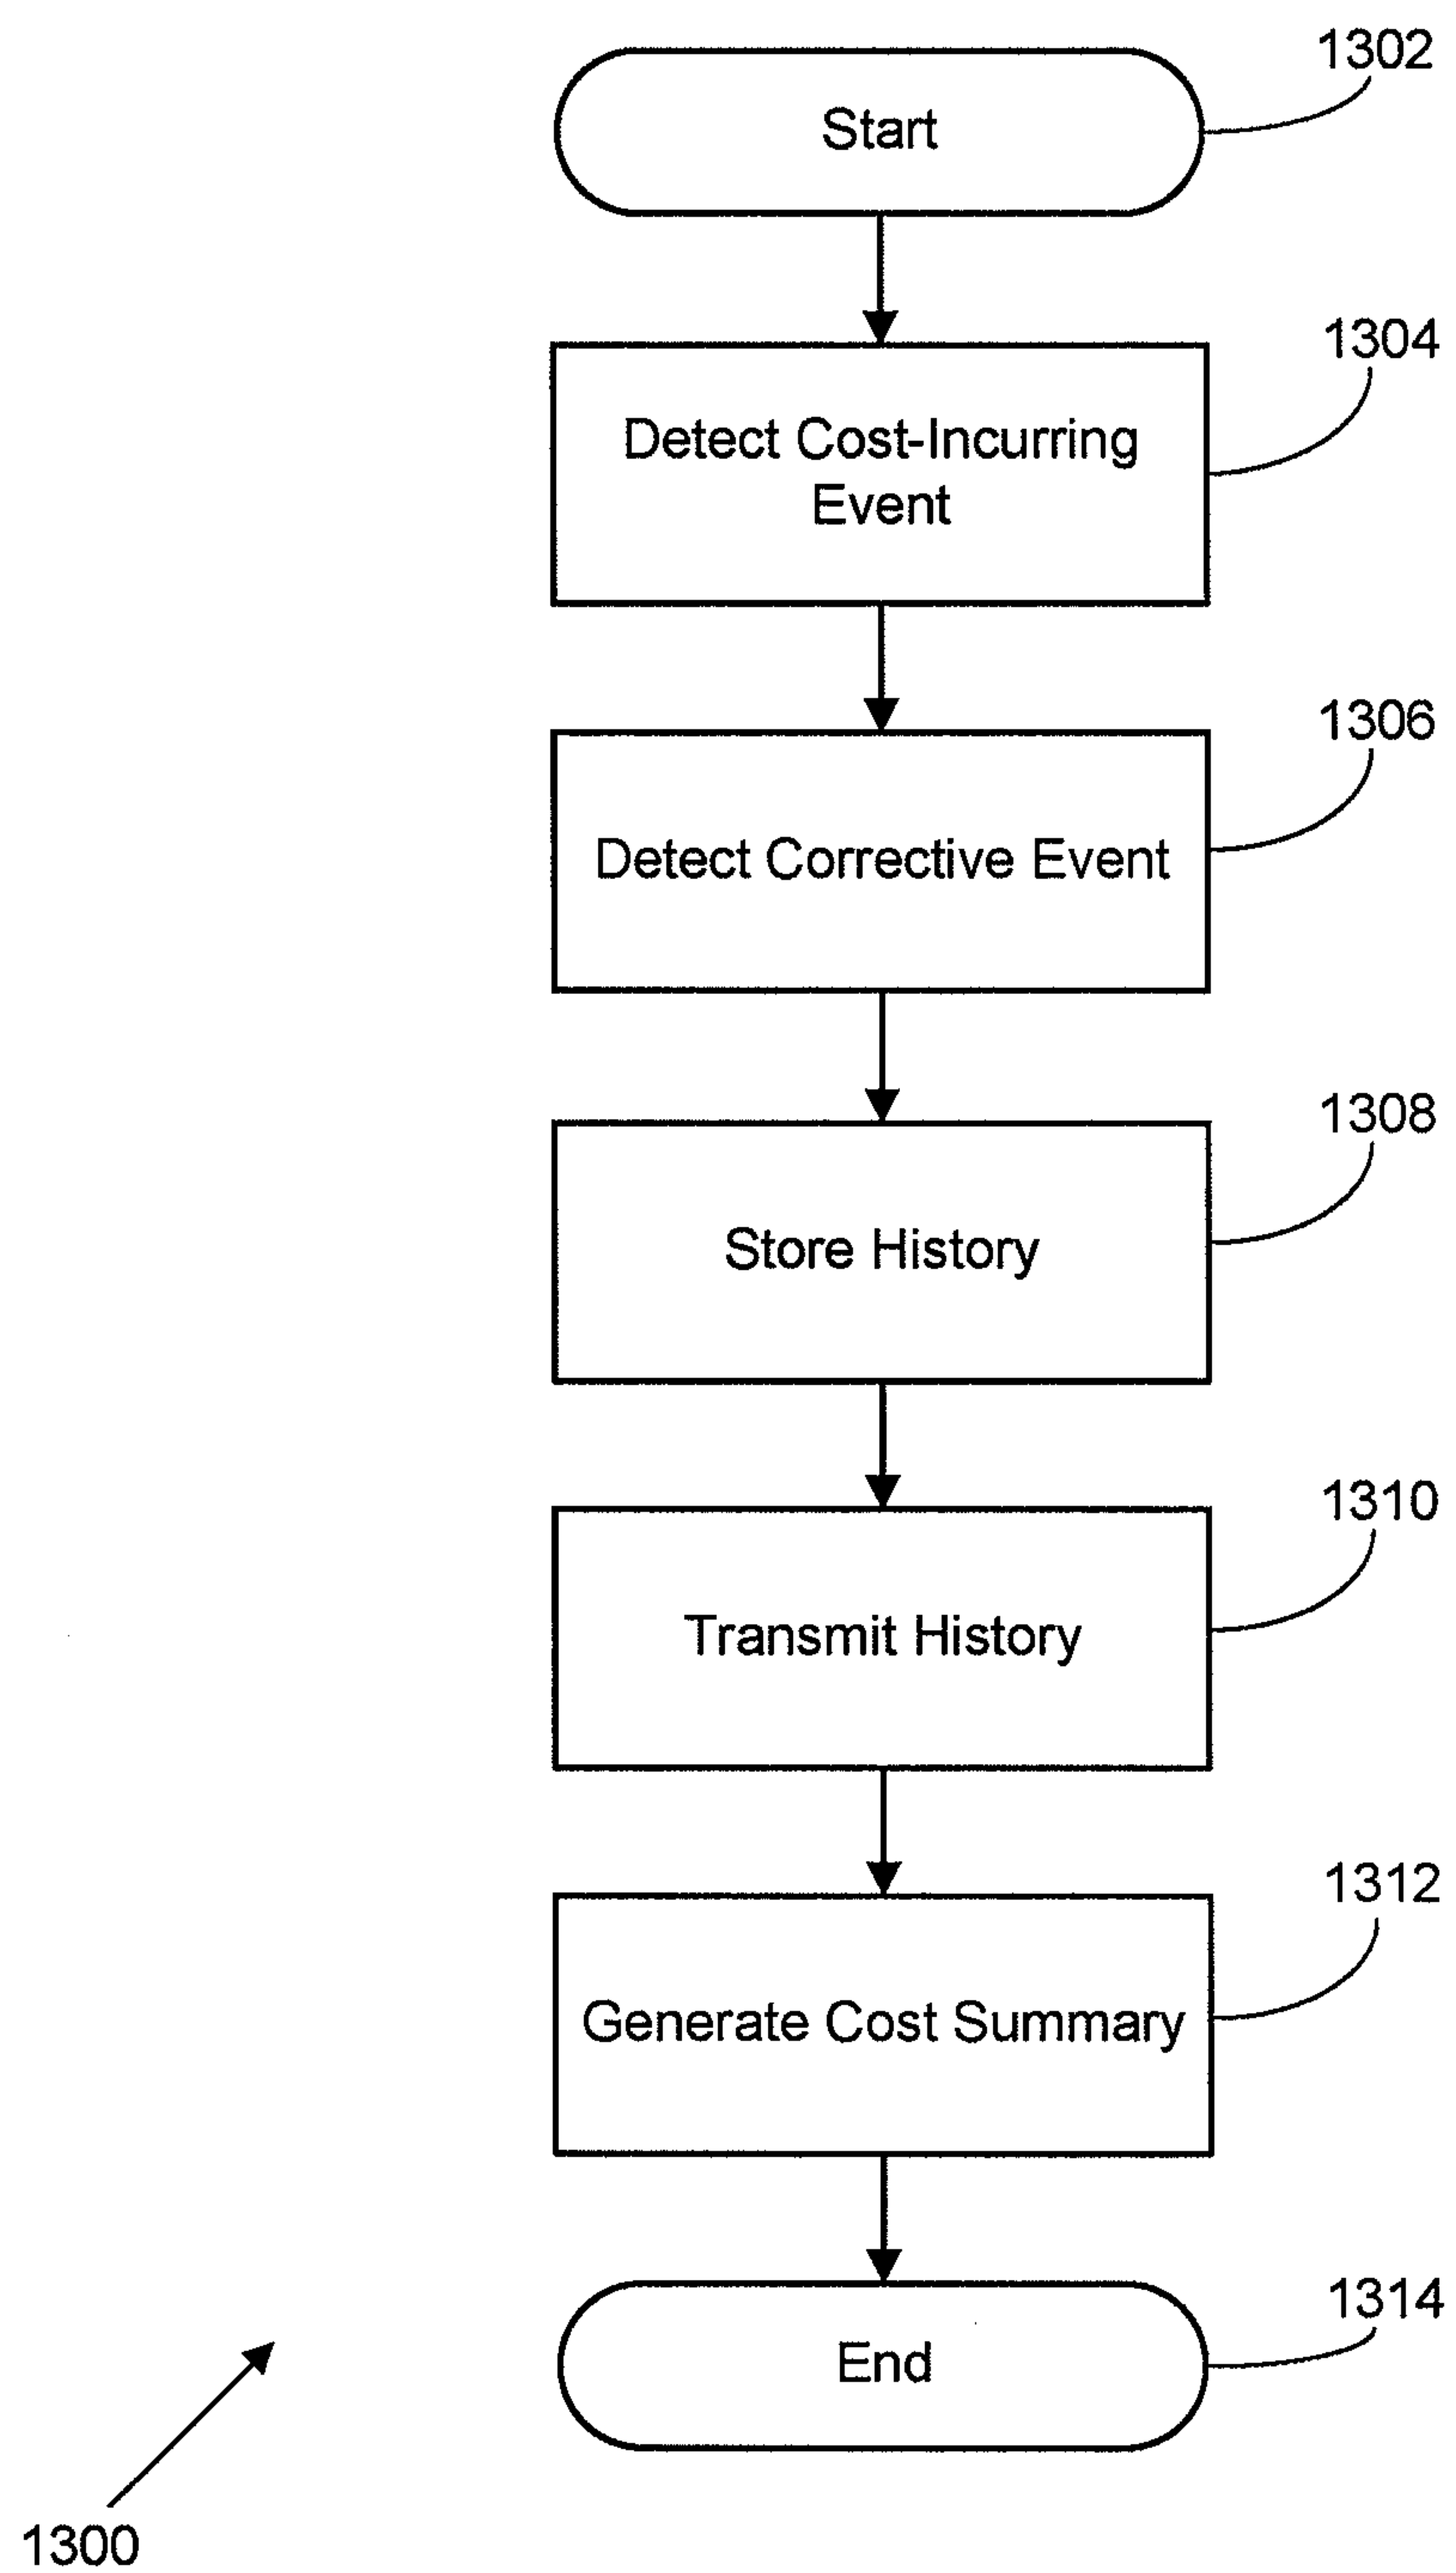 1302
Start
1304
Detect Cost-Incurring
Event
1306
Detect Corrective Event
1308
Store History
1310
Transmit History
1312
Generate Cost Summary
1314
End
1300